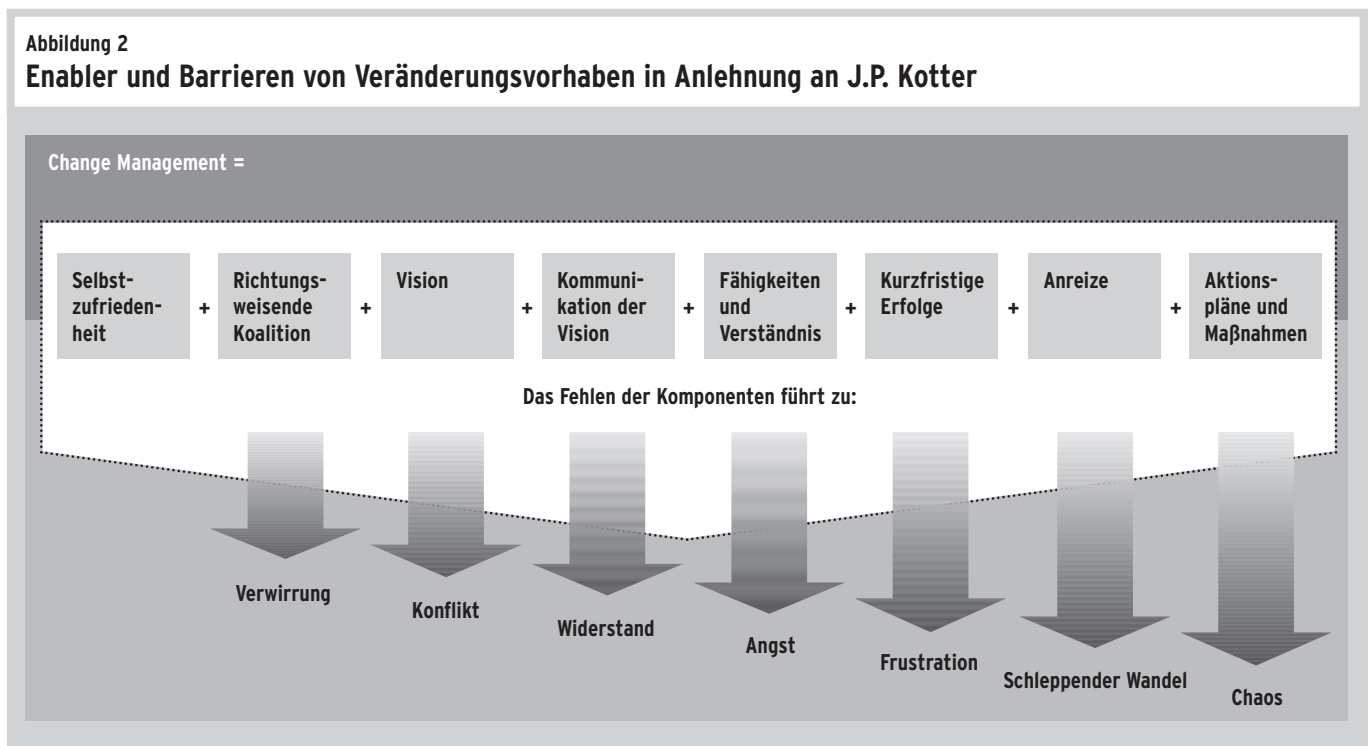 Abbildung 2
Enabler und Barrieren von Veränderungsvorhaben in Anlehnung an J.P. Kotter
Change Management =
Selbst-
zufrieden-
heit
+
Richtungs-
weisende
Koalition
+
Vision
+
Kommuni-
kation der
Vision
+
Fähigkeiten
und
Verständnis
+
Kurzfristige
Erfolge
+
Anreize
+
Aktions-
pläne und
Maßnahmen
Das Fehlen der Komponenten führt zu:
Verwirrung
Konflikt
Widerstand
Angst
Frustration
Schleppender Wandel
Chaos